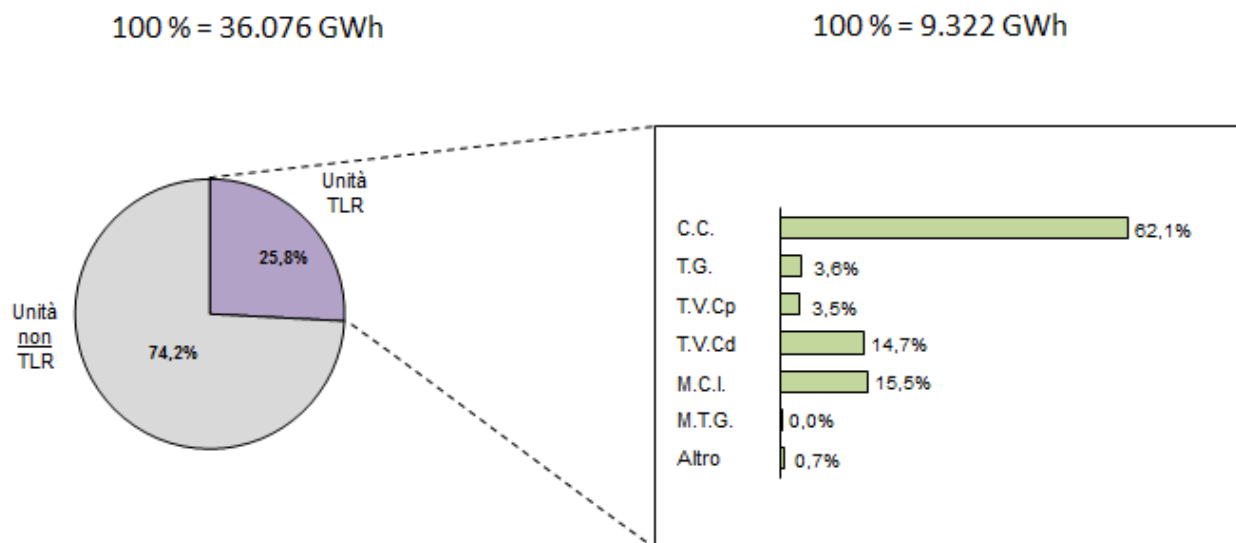 100 % = 36.076 GWh
100 % = 9.322 GWh
Unità
TLR
25,8%
Unità
non
TLR
74,2%
C.C. 62,1%
T.G. 3,6%
T.V.Cp 3,5%
T.V.Cd 14,7%
M.C.I. 15,5%
M.T.G. 0,0%
Altro 0,7%